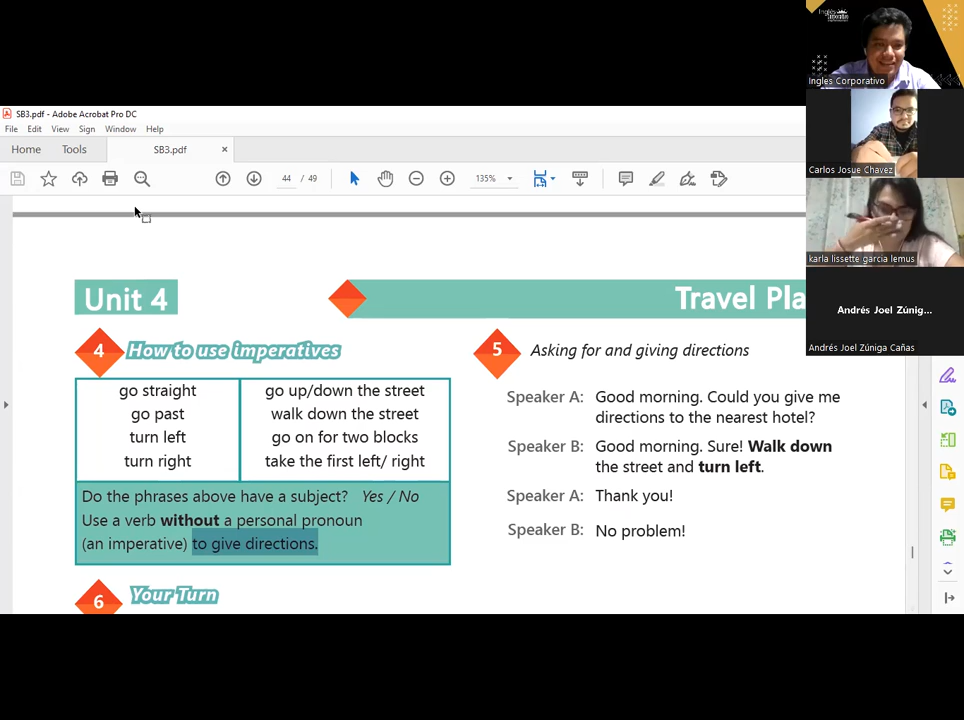 SB3.pdf - Adobe Acrobat Pro DC
File Edit View Sign Window Help
Home Tools SB3.pdf ×
44 / 49 135%
Unit 4
Travel Pla
4 How to use imperatives
go straight
go past
turn left
turn right
go up/down the street
walk down the street
go on for two blocks
take the first left/ right
Do the phrases above have a subject? Yes / No
Use a verb without a personal pronoun
(an imperative) to give directions.
6 Your Turn
5 Asking for and giving directions
Speaker A: Good morning. Could you give me
directions to the nearest hotel?
Speaker B: Good morning. Sure! Walk down
the street and turn left.
Speaker A: Thank you!
Speaker B: No problem!
Inglés
Corporativo
Ingles Corporativo
Carlos Josue Chavez
karla lissette garcia lemus
Andrés Joel Zúnig...
Andrés Joel Zúniga Cañas